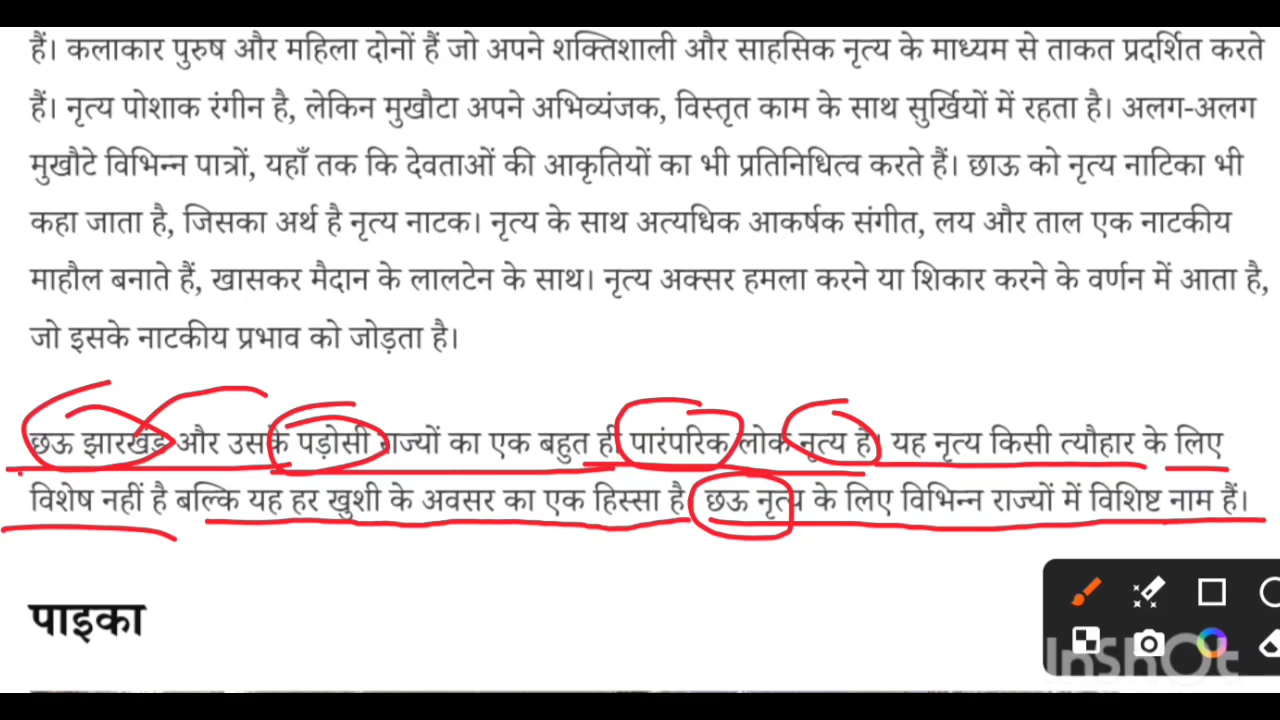 हैं। कलाकार पुरुष और महिला दोनों हैं जो अपने शक्तिशाली और साहसिक नृत्य के माध्यम से ताकत प्रदर्शित करते
हैं। नृत्य पोशाक रंगीन है, लेकिन मुखौटा अपने अभिव्यंजक, विस्तृत काम के साथ सुर्खियों में रहता है। अलग-अलग
मुखौटे विभिन्न पात्रों, यहाँ तक कि देवताओं की आकृतियों का भी प्रतिनिधित्व करते हैं। छाऊ को नृत्य नाटिका भी
कहा जाता है, जिसका अर्थ है नृत्य नाटक। नृत्य के साथ अत्यधिक आकर्षक संगीत, लय और ताल एक नाटकीय
माहौल बनाते हैं, खासकर मैदान के लालटेन के साथ। नृत्य अक्सर हमला करने या शिकार करने के वर्णन में आता है,
जो इसके नाटकीय प्रभाव को जोड़ता है।
छऊ झारखंड और उसके पड़ोसी राज्यों का एक बहुत ही पारंपरिक लोक नृत्य है। यह नृत्य किसी त्यौहार के लिए
विशेष नहीं है बल्कि यह हर खुशी के अवसर का एक हिस्सा है। छऊ नृत्य के लिए विभिन्न राज्यों में विशिष्ट नाम हैं।
पाइका
InShOt